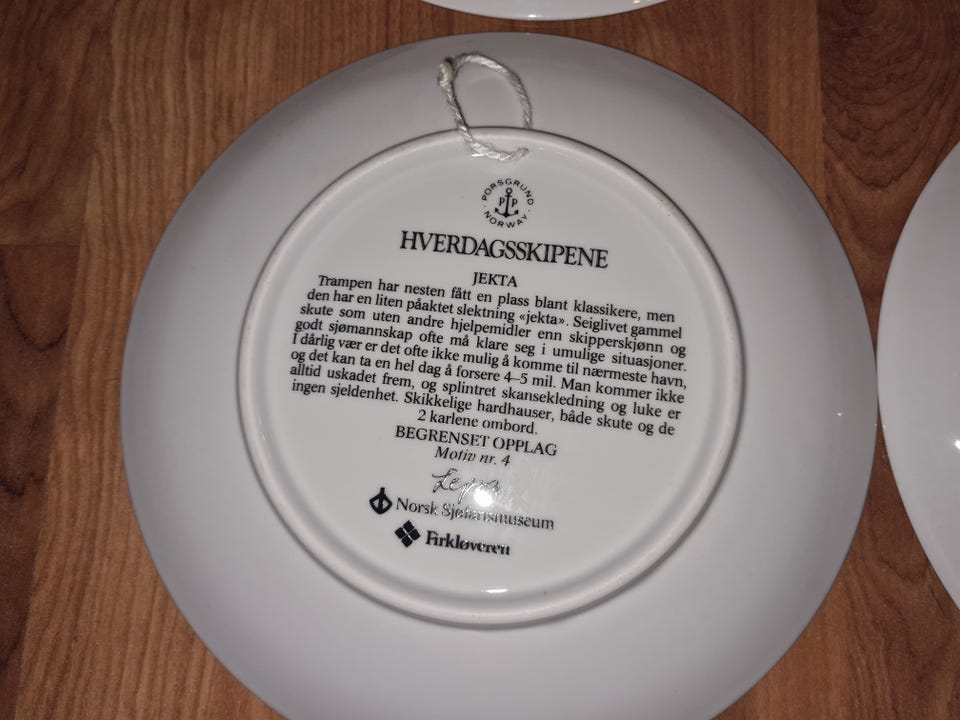 PORSGRUND
P P
NORWAY
HVERDAGSSKIPENE
JEKTA
Trampen har nesten fått en plass blant klassikere, men
den har en liten påaktet slektning «jekta». Seiglivet gammel
skute som uten andre hjelpemidler enn skipperskjønn og
godt sjømannskap ofte må klare seg i umulige situasjoner.
I dårlig vær er det ofte ikke mulig å komme til nærmeste havn,
og det kan ta en hel dag å forsere 4–5 mil. Man kommer ikke
alltid uskadet frem, og splintret skansekledning og luke er
ingen sjeldenhet. Skikkelige hardhauser, både skute og de
2 karlene ombord.
BEGRENSET OPPLAG
Motiv nr. 4
Norsk Sjøfartsmuseum
Firkløveren